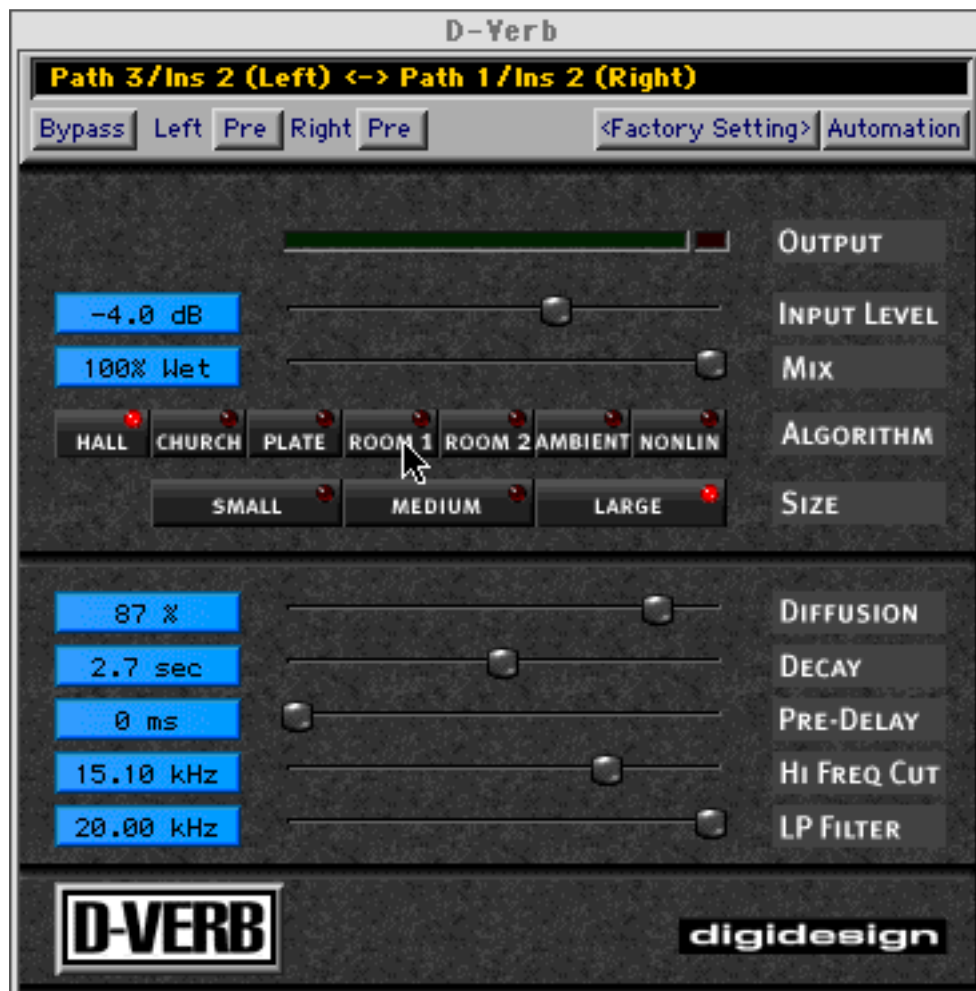 D-Verb
Path 3/Ins 2 (Left) <-> Path 1/Ins 2 (Right)
Bypass Left Pre Right Pre <Factory Setting> Automation
OUTPUT
-4.0 dB INPUT LEVEL
100% Wet MIX
HALL CHURCH PLATE ROOM 1 ROOM 2 AMBIENT NONLIN ALGORITHM
SMALL MEDIUM LARGE SIZE
87 % DIFFUSION
2.7 sec DECAY
0 ms PRE-DELAY
15.10 kHz HI FREQ CUT
20.00 kHz LP FILTER
D-VERB digidesign